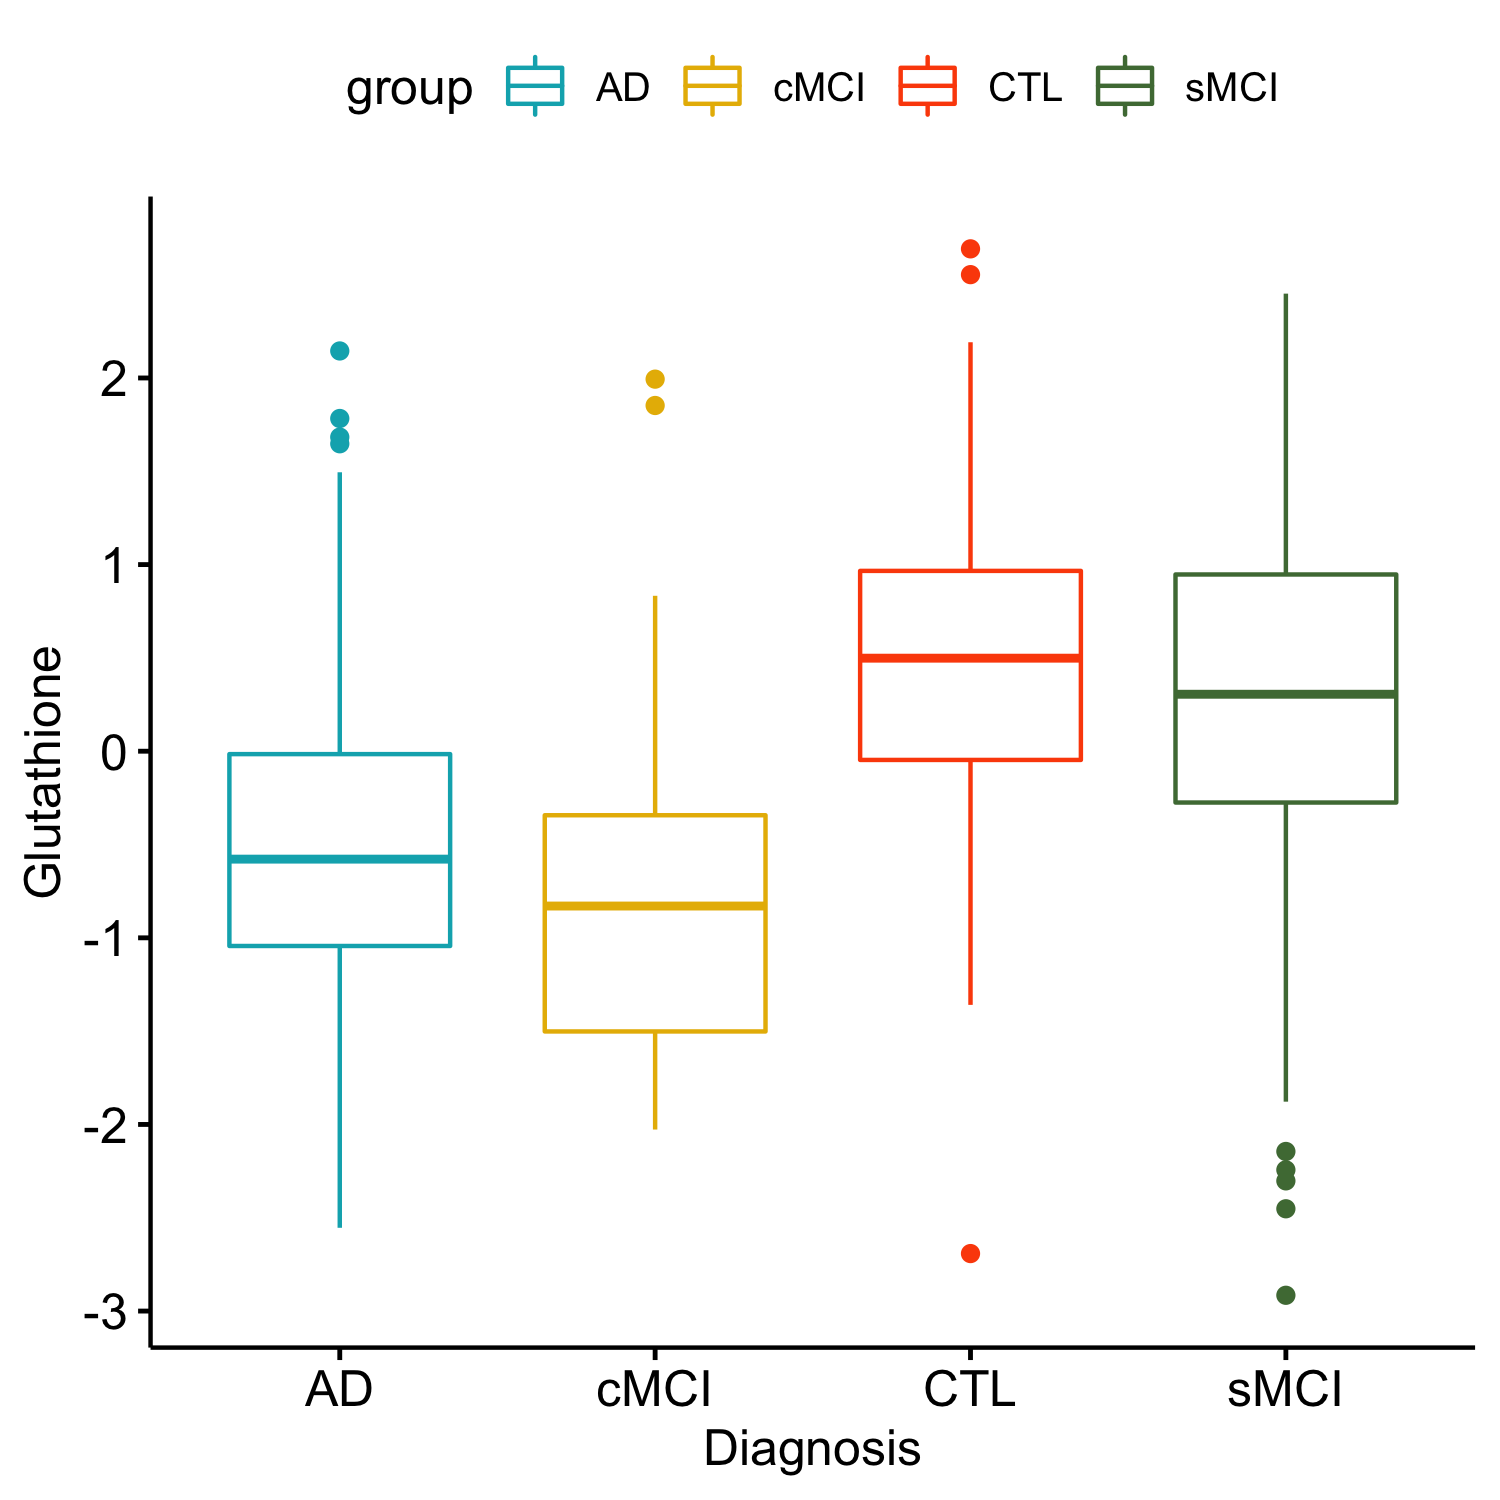 group AD cMCI CTL sMCI
2
1
0
-1
-2
-3
Glutathione
AD cMCI CTL sMCI
Diagnosis